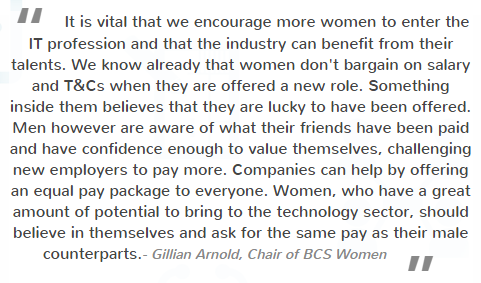 " It is vital that we encourage more women to enter the
IT profession and that the industry can benefit from their
talents. We know already that women don't bargain on salary
and T&Cs when they are offered a new role. Something
inside them believes that they are lucky to have been offered.
Men however are aware of what their friends have been paid
and have confidence enough to value themselves, challenging
new employers to pay more. Companies can help by offering
an equal pay package to everyone. Women, who have a great
amount of potential to bring to the technology sector, should
believe in themselves and ask for the same pay as their male
counterparts.- Gillian Arnold, Chair of BCS Women "